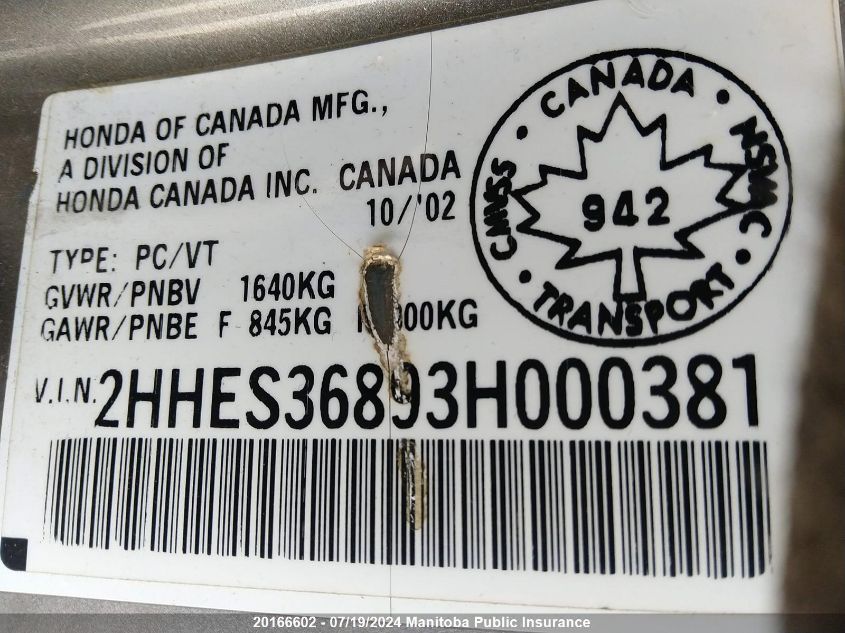 HONDA OF CANADA MFG.,
A DIVISION OF
HONDA CANADA INC. CANADA
10/'02
TYPE: PC/VT
GVWR/PNBV 1640KG
GAWR/PNBE F 845KG
V.I.N. 2HHES36893H000381
• CANADA •
CMVSS NSVAC
942
• TRANSPORT •
20166602 - 07/19/2024 Manitoba Public Insurance